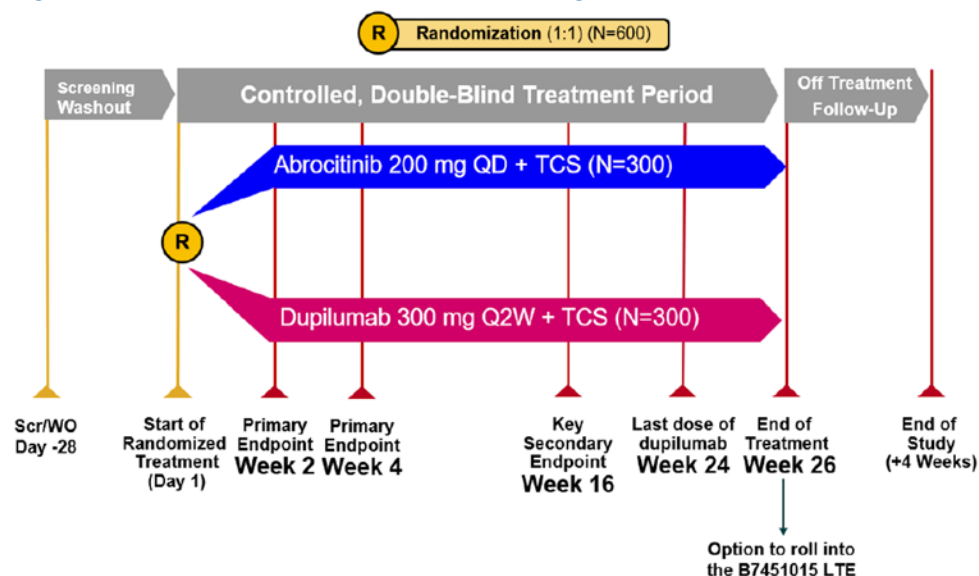 R Randomization (1:1) (N=600)
Screening
Washout
Controlled, Double-Blind Treatment Period
Off Treatment
Follow-Up
Abrocitinib 200 mg QD + TCS (N=300)
R
Dupilumab 300 mg Q2W + TCS (N=300)
Scr/WO
Day -28
Start of
Randomized
Treatment
(Day 1)
Primary
Endpoint
Week 2
Primary
Endpoint
Week 4
Key
Secondary
Endpoint
Week 16
Last dose of
dupilumab
Week 24
End of
Treatment
Week 26
End of
Study
(+4 Weeks)
Option to roll into
the B7451015 LTE